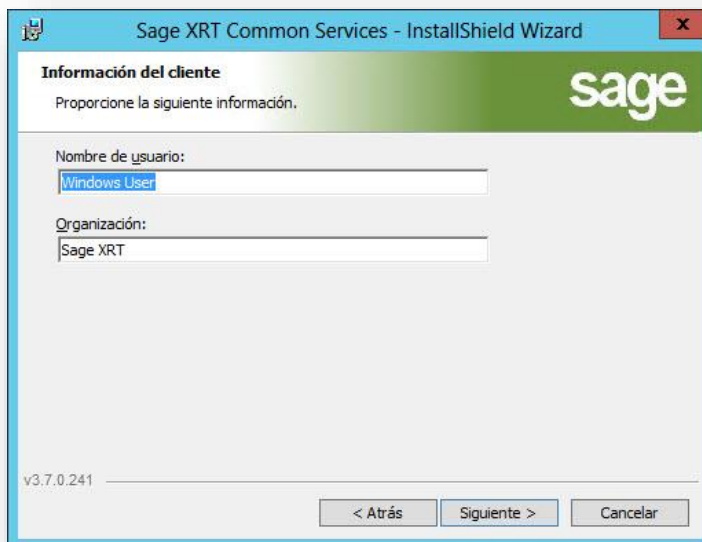 Sage XRT Common Services - InstallShield Wizard
x
Información del cliente
Proporcione la siguiente información.
sage
Nombre de usuario:
Windows User
Organización:
Sage XRT
v3.7.0.241
< Atrás Siguiente > Cancelar